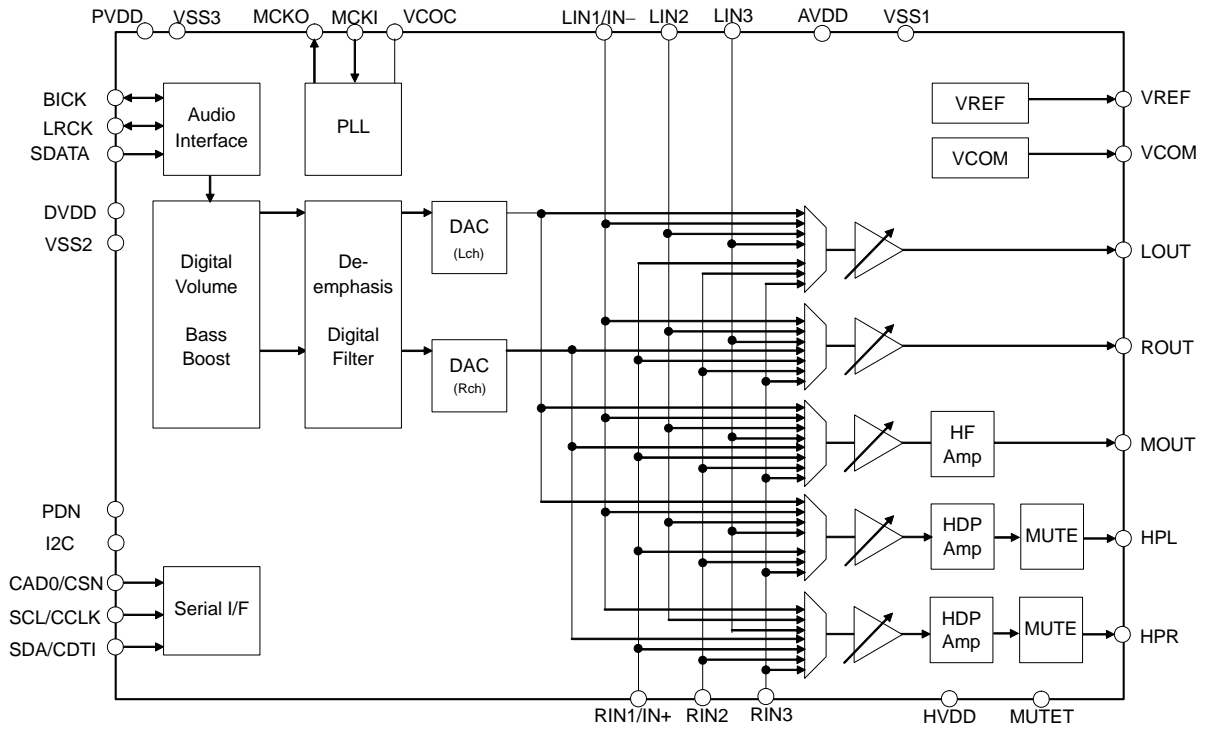 PVDD
VSS3
MCKO
MCKI
VCOC
LIN1/IN−
LIN2
LIN3
AVDD
VSS1
BICK
LRCK
SDATA
Audio
Interface
PLL
VREF
VREF
VCOM
VCOM
DVDD
VSS2
Digital
Volume
Bass
Boost
De-
emphasis
Digital
Filter
DAC
(Lch)
DAC
(Rch)
LOUT
ROUT
HF
Amp
MOUT
PDN
I2C
HDP
Amp
MUTE
HPL
CAD0/CSN
SCL/CCLK
SDA/CDTI
Serial I/F
HDP
Amp
MUTE
HPR
RIN1/IN+
RIN2
RIN3
HVDD
MUTET